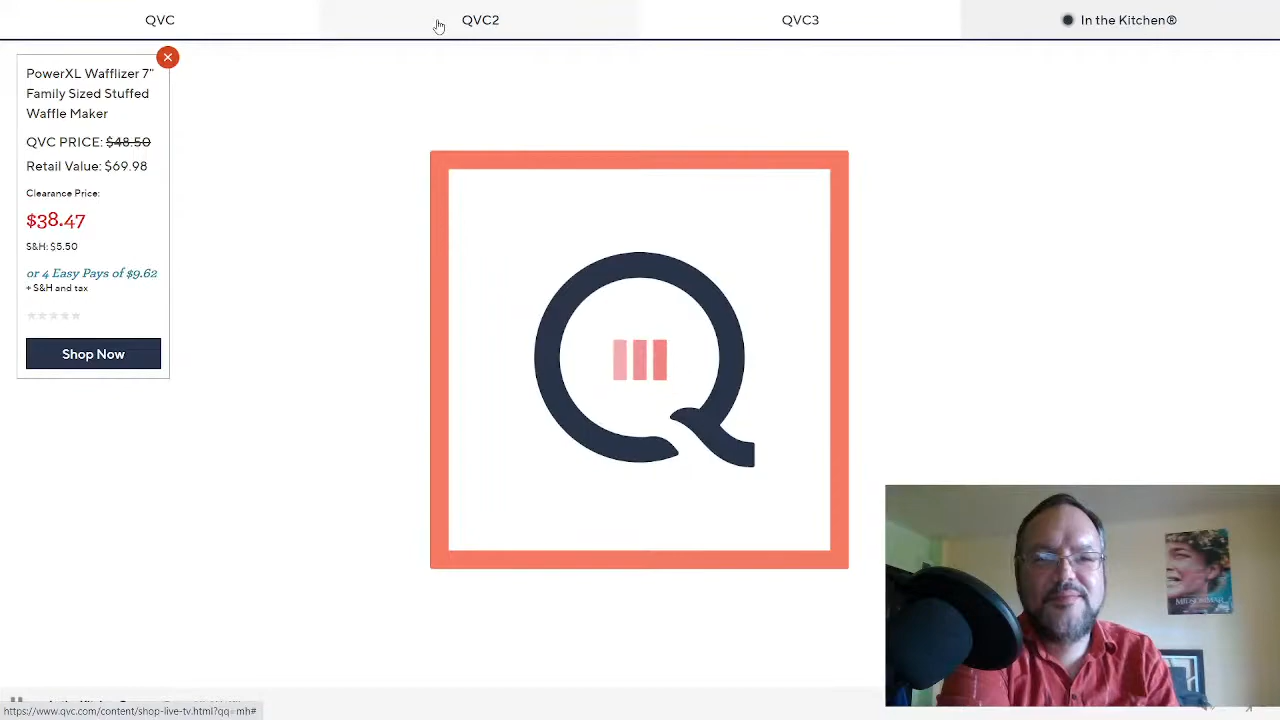 QVC
QVC2
QVC3
In the Kitchen®
PowerXL Wafflizer 7"
Family Sized Stuffed
Waffle Maker
QVC PRICE: $48.50
Retail Value: $69.98
Clearance Price:
$38.47
S&H: $5.50
or 4 Easy Pays of $9.62
+ S&H and tax
Shop Now
Q
MIDSOMMAR
https://www.qvc.com/content/shop-live-tv.html?qq=mh#